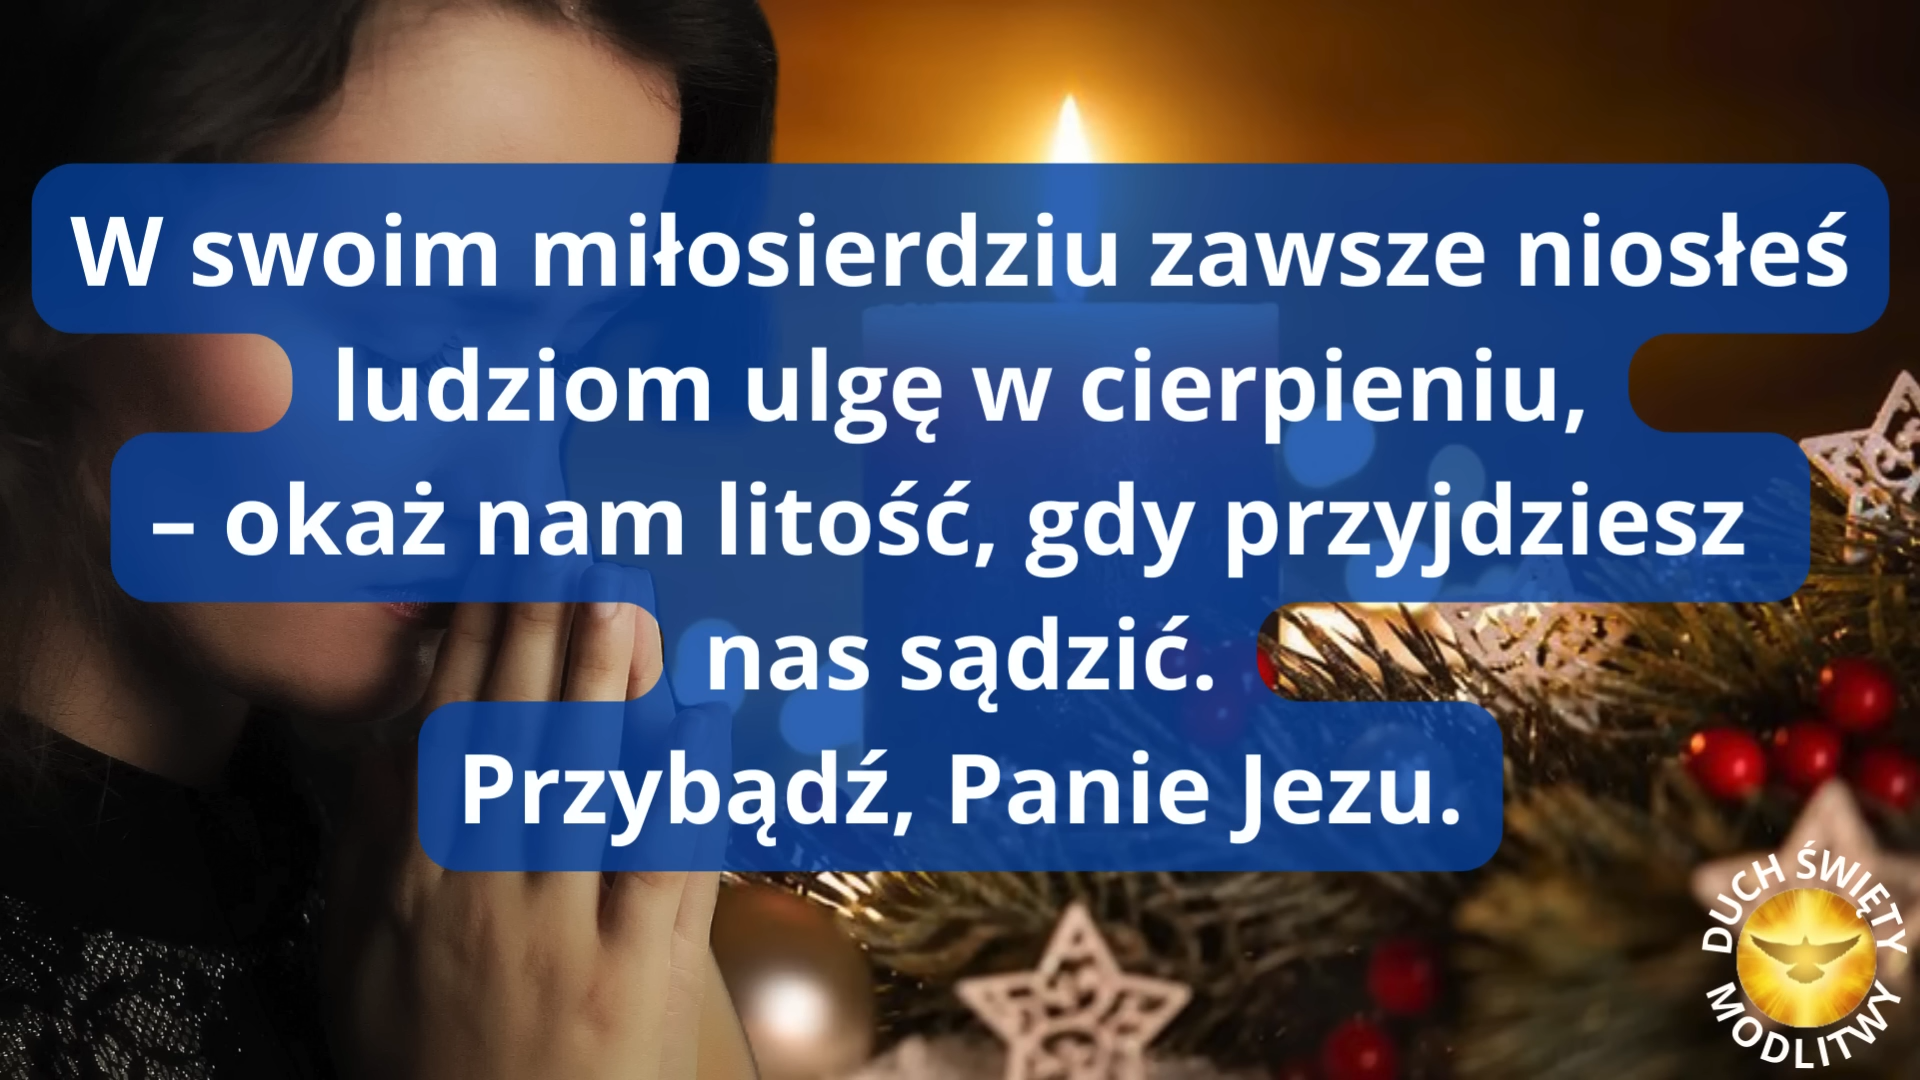 W swoim miłosierdziu zawsze niosłeś
ludziom ulgę w cierpieniu,
– okaż nam litość, gdy przyjdziesz
nas sądzić.
Przybądź, Panie Jezu.
DUCH ŚWIĘTY
MODLITWY